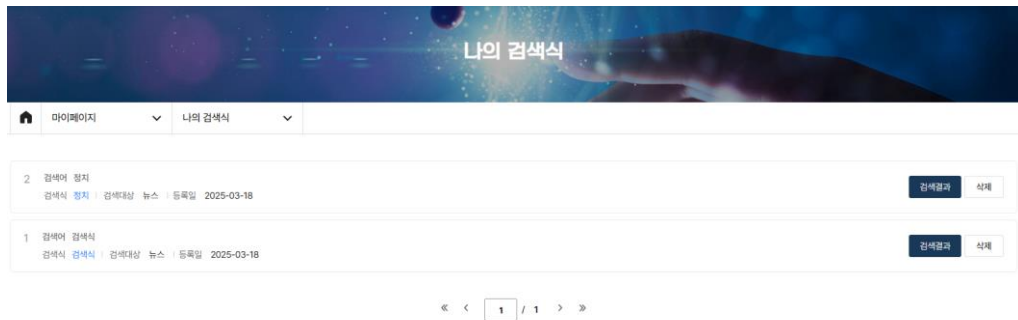 나의 검색식
마이페이지 나의 검색식
2 검색어 정치
검색식 정치 | 검색대상 뉴스 | 등록일 2025-03-18
검색결과 삭제
1 검색어 검색식
검색식 검색식 | 검색대상 뉴스 | 등록일 2025-03-18
검색결과 삭제
« < 1 / 1 > »